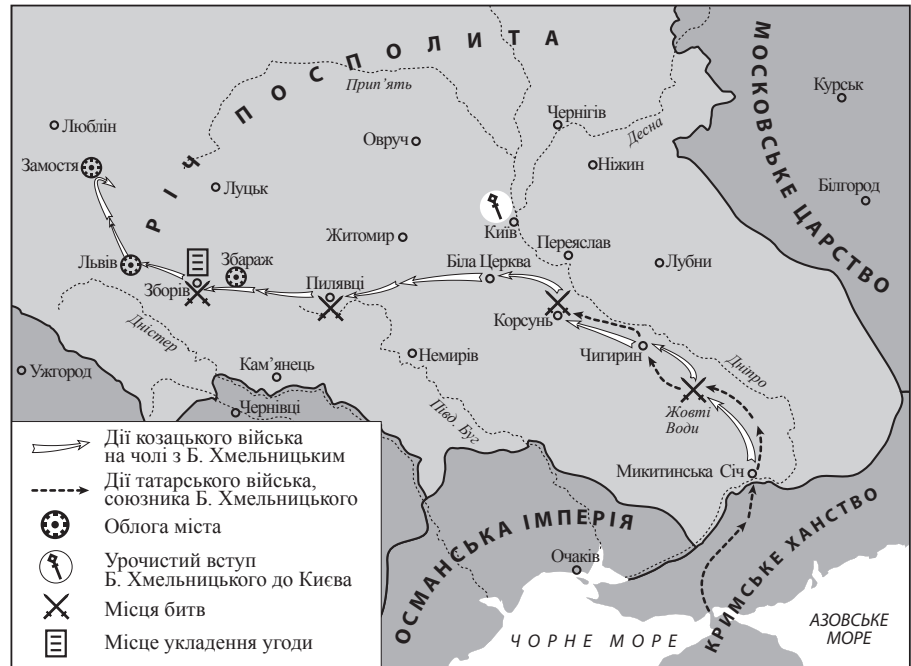 РІЧ ПОСПОЛИТА
МОСКОВСЬКЕ ЦАРСТВО
Прип’ять
Курськ
Люблін
Чернігів
Десна
Овруч
Замостя
Ніжин
Луцьк
Білгород
Київ
Житомир
Переяслав
Львів
Збараж
Біла Церква
Лубни
Зборів
Пилявці
Корсунь
Дністер
Немирів
Чигирин
Дніпро
Ужгород
Кам’янець
Чернівці
Півд. Буг
Жовті
Води
Микитинська Січ
ОСМАНСЬКА ІМПЕРІЯ
КРИМСЬКЕ ХАНСТВО
Очаків
ЧОРНЕ МОРЕ
АЗОВСЬКЕ
МОРЕ
Дії козацького війська
на чолі з Б. Хмельницьким
Дії татарського війська,
союзника Б. Хмельницького
Облога міста
Урочистий вступ
Б. Хмельницького до Києва
Місця битв
Місце укладення угоди